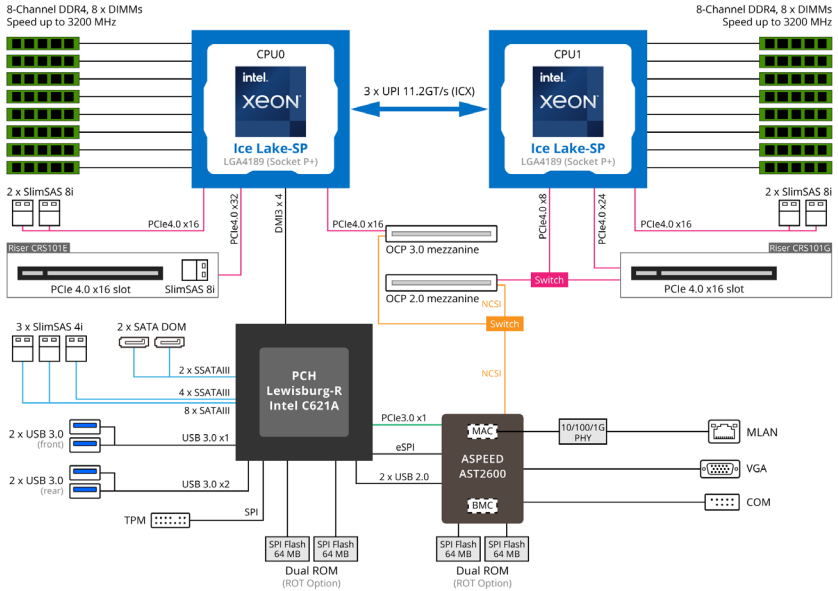 8-Channel DDR4, 8 x DIMMs
Speed up to 3200 MHz
8-Channel DDR4, 8 x DIMMs
Speed up to 3200 MHz
CPU0
intel.
XEON
Ice Lake-SP
LGA4189 (Socket P+)
3 x UPI 11.2GT/s (ICX)
CPU1
intel.
XEON
Ice Lake-SP
LGA4189 (Socket P+)
2 x SlimSAS 8i
PCIe4.0 x16
PCIe4.0 x32
DMI3 x 4
PCIe4.0 x16
OCP 3.0 mezzanine
PCIe4.0 x8
PCIe4.0 x24
PCIe4.0 x16
2 x SlimSAS 8i
Riser CRS101E
PCIe 4.0 x16 slot
SlimSAS 8i
OCP 2.0 mezzanine
Switch
Riser CRS101G
PCIe 4.0 x16 slot
NCSI
Switch
NCSI
3 x SlimSAS 4i
2 x SATA DOM
2 x SSATAIII
4 x SSATAIII
8 x SATAIII
PCH
Lewisburg-R
Intel C621A
2 x USB 3.0
(front)
USB 3.0 x1
2 x USB 3.0
(rear)
USB 3.0 x2
TPM
SPI
PCIe3.0 x1
eSPI
2 x USB 2.0
MAC
ASPEED
AST2600
BMC
10/100/1G
PHY
MLAN
VGA
COM
SPI Flash
64 MB
SPI Flash
64 MB
Dual ROM
(ROT Option)
SPI Flash
64 MB
SPI Flash
64 MB
Dual ROM
(ROT Option)